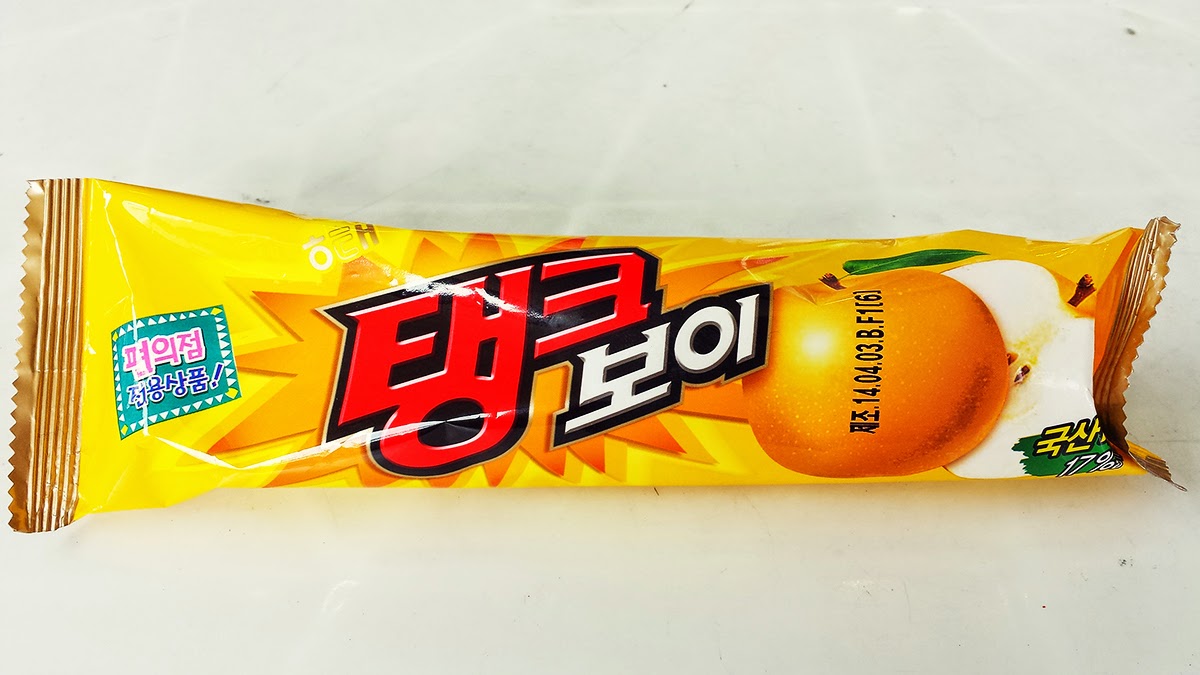 해태
편의점
전용상품!
탱크
보이
제조.14.04.03.B.F1[6]
국산
17%